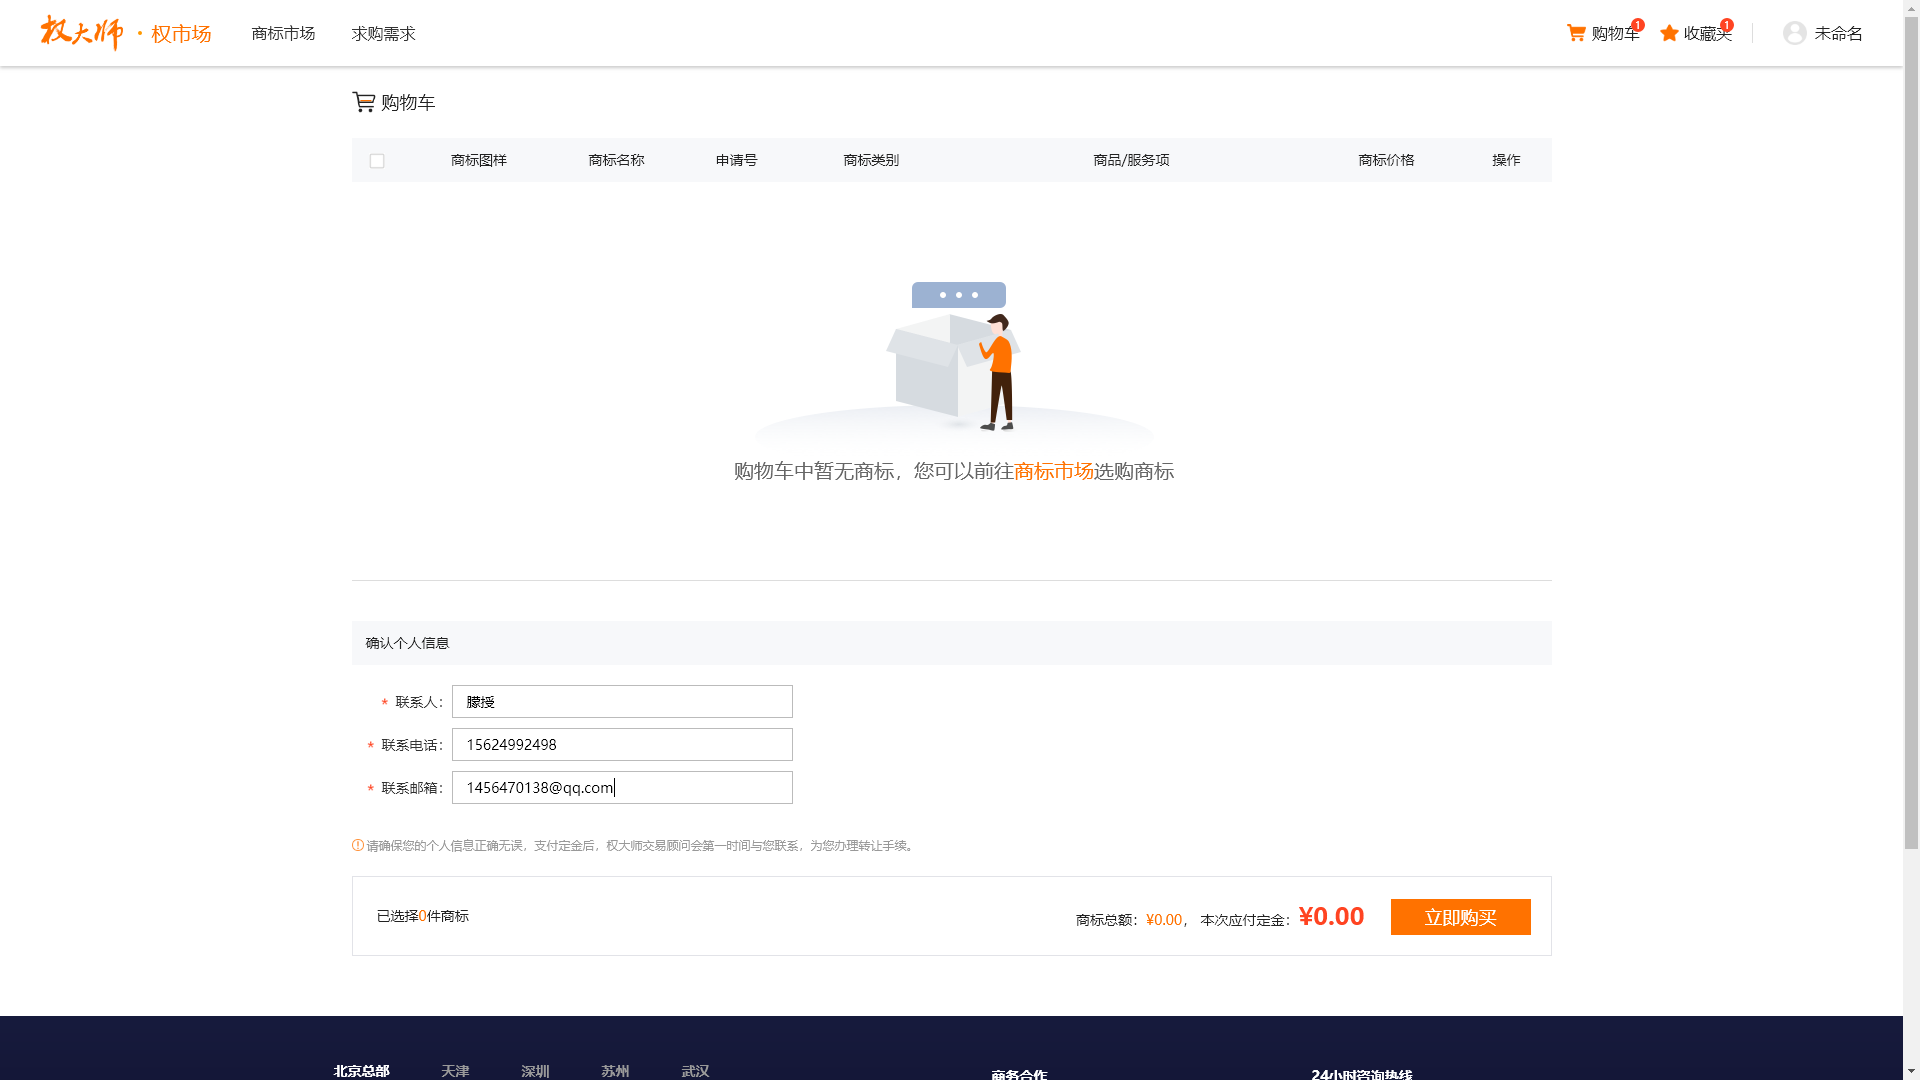 权大师 · 权市场 商标市场 求购需求 购物车 1 收藏夹 1 未命名
购物车
商标图样 商标名称 申请号 商标类别 商品/服务项 商标价格 操作
购物车中暂无商标，您可以前往商标市场选购商标
确认个人信息
* 联系人： 朦授
* 联系电话： 15624992498
* 联系邮箱： 1456470138@qq.com
请确保您的个人信息正确无误，支付定金后，权大师交易顾问会第一时间与您联系，为您办理转让手续。
已选择0件商标 商标总额：¥0.00， 本次应付定金：¥0.00 立即购买
北京总部 天津 深圳 苏州 武汉 商务合作 24小时咨询热线